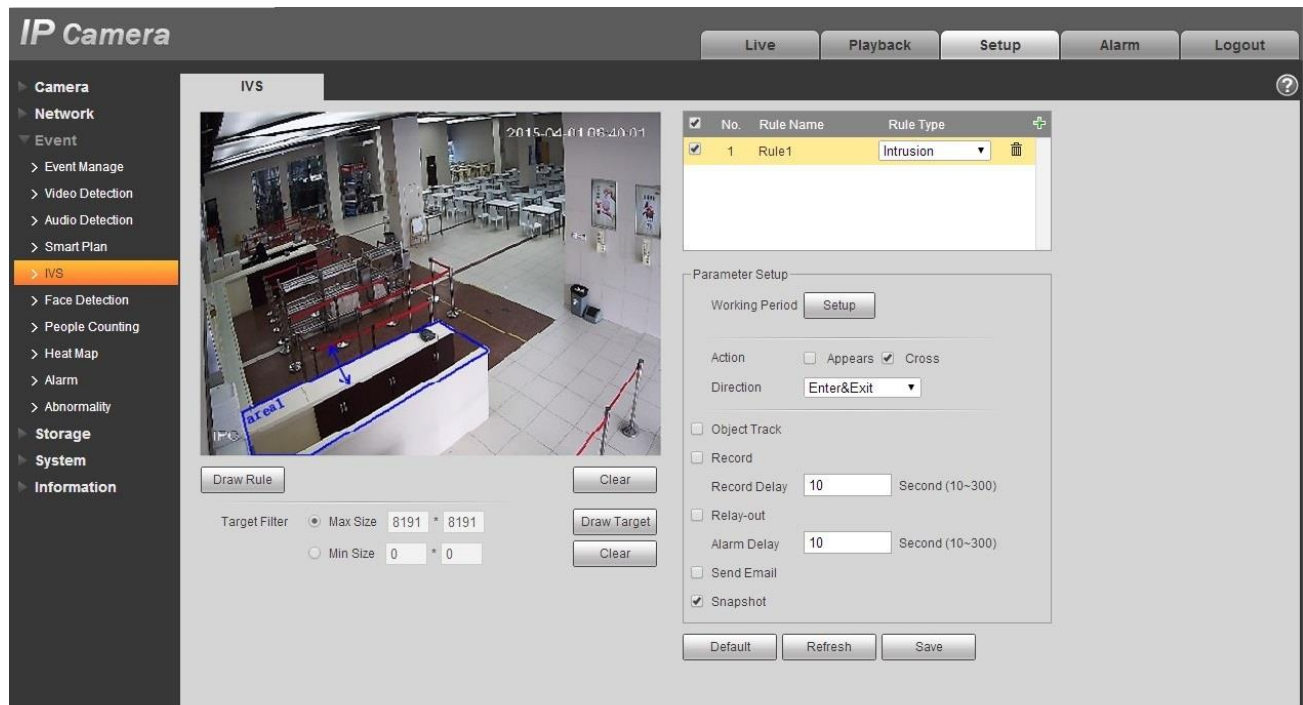 IP Camera
Live Playback Setup Alarm Logout
Camera
Network
Event
> Event Manage
> Video Detection
> Audio Detection
> Smart Plan
> IVS
> Face Detection
> People Counting
> Heat Map
> Alarm
> Abnormality
Storage
System
Information
IVS
?
2015-04-01 06:40:01
area1
IPC
Draw Rule Clear
Target Filter Max Size 8191 * 8191 Draw Target
Min Size 0 * 0 Clear
No. Rule Name Rule Type
1 Rule1 Intrusion
Parameter Setup
Working Period Setup
Action Appears Cross
Direction Enter&Exit
Object Track
Record
Record Delay 10 Second (10~300)
Relay-out
Alarm Delay 10 Second (10~300)
Send Email
Snapshot
Default Refresh Save